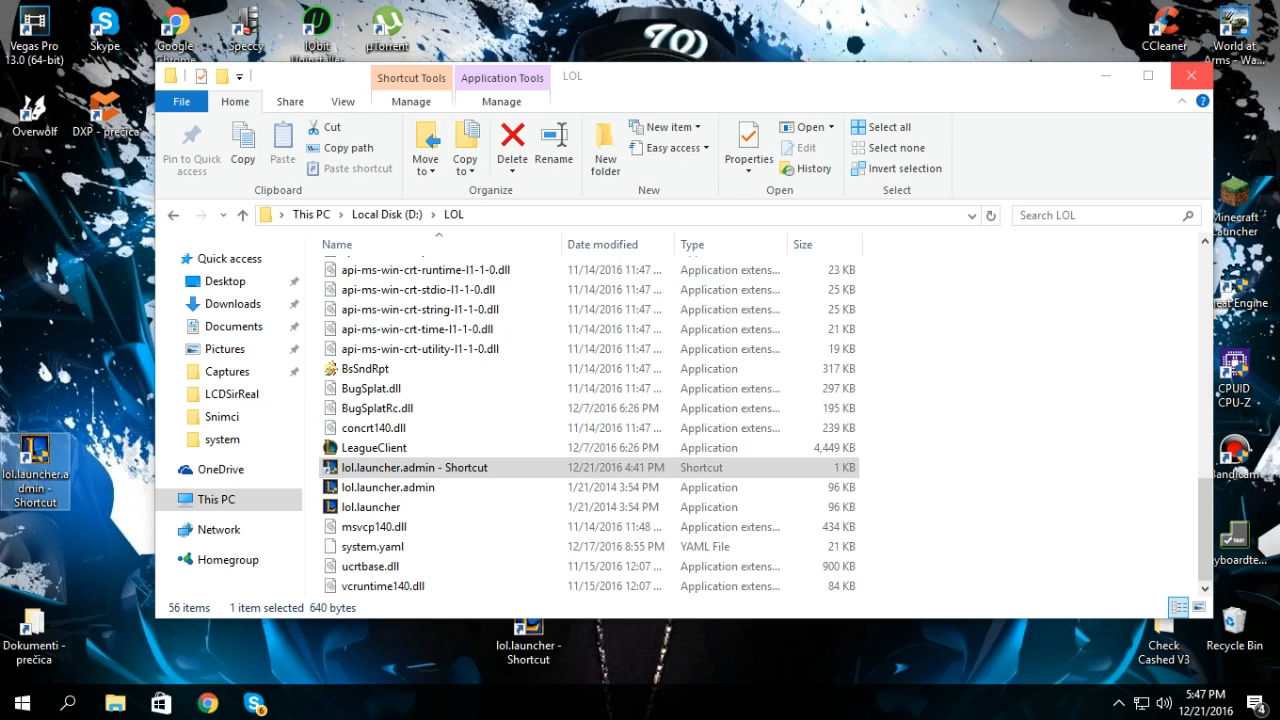 Vegas Pro
13.0 (64-bit)
Skype
Google
chrome
Speccy
IObit
Uninstaller
µTorrent
CCleaner
World at
Arms - Wa...
Shortcut Tools
Application Tools
LOL
File
Home
Share
View
Manage
Manage
Overwolf
DXP - prečica
Pin to Quick
access
Copy
Paste
Cut
Copy path
Paste shortcut
Clipboard
Move
to
Copy
to
Delete
Rename
Organize
New
folder
New item
Easy access
New
Properties
Open
Edit
History
Open
Select all
Select none
Invert selection
Select
This PC
Local Disk (D:)
LOL
Search LOL
Name
Date modified
Type
Size
Quick access
Desktop
Downloads
Documents
Pictures
Captures
LCDSirReal
Snimci
system
OneDrive
This PC
Network
Homegroup
api-ms-win-crt-runtime-l1-1-0.dll 11/14/2016 11:47 ... Application extens... 23 KB
api-ms-win-crt-stdio-l1-1-0.dll 11/14/2016 11:47 ... Application extens... 25 KB
api-ms-win-crt-string-l1-1-0.dll 11/14/2016 11:47 ... Application extens... 25 KB
api-ms-win-crt-time-l1-1-0.dll 11/14/2016 11:47 ... Application extens... 21 KB
api-ms-win-crt-utility-l1-1-0.dll 11/14/2016 11:47 ... Application extens... 19 KB
BsSndRpt 11/14/2016 11:47 ... Application 317 KB
BugSplat.dll 11/14/2016 11:47 ... Application extens... 297 KB
BugSplatRc.dll 12/7/2016 6:26 PM Application extens... 195 KB
concrt140.dll 11/14/2016 11:47 ... Application extens... 239 KB
LeagueClient 12/7/2016 6:26 PM Application 4,449 KB
lol.launcher.admin - Shortcut 12/21/2016 4:41 PM Shortcut 1 KB
lol.launcher.admin 1/21/2014 3:54 PM Application 96 KB
lol.launcher 1/21/2014 3:54 PM Application 96 KB
msvcp140.dll 11/14/2016 11:48 ... Application extens... 434 KB
system.yaml 12/17/2016 8:55 PM YAML File 21 KB
ucrtbase.dll 11/15/2016 12:07 ... Application extens... 900 KB
vcruntime140.dll 11/15/2016 12:07 ... Application extens... 84 KB
56 items
1 item selected
640 bytes
Minecraft
Launcher
eat Engine
CPUID
CPU-Z
Bandicam
TEST
yboardte...
lol.launcher.a
dmin -
Shortcut
Dokumenti -
prečica
lol.launcher -
Shortcut
Check
Cashed V3
Recycle Bin
6
5:47 PM
12/21/2016
4